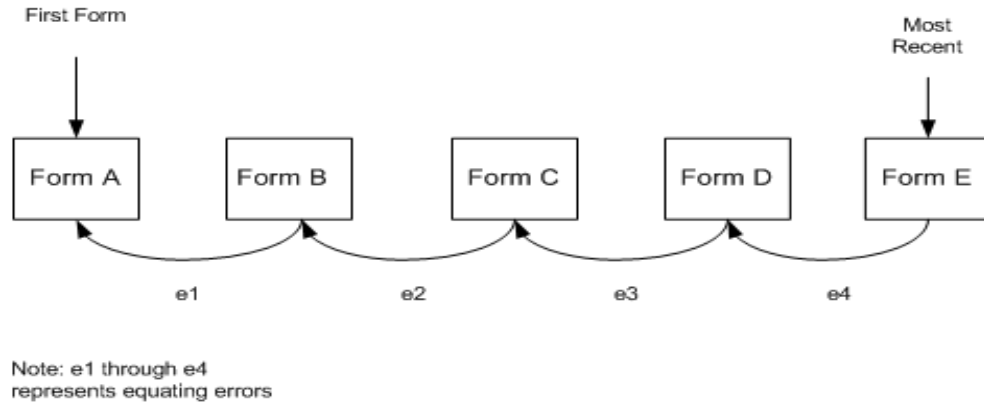 First Form
Most
Recent
Form A
Form B
Form C
Form D
Form E
e1
e2
e3
e4
Note: e1 through e4
represents equating errors